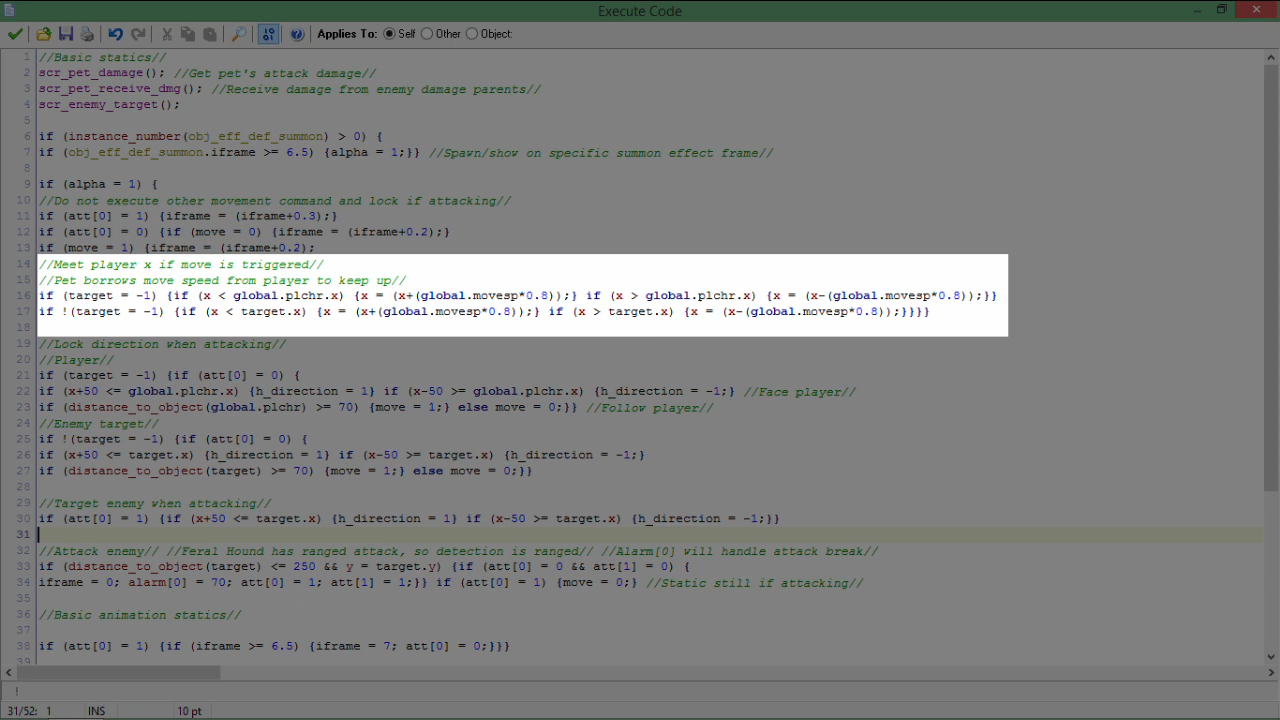 Execute Code
Applies To: Self Other Object:
1 //Basic statics//
2 scr_pet_damage(); //Get pet's attack damage//
3 scr_pet_receive_dmg(); //Receive damage from enemy damage parents//
4 scr_enemy_target();
5
6 if (instance_number(obj_eff_def_summon) > 0) {
7 if (obj_eff_def_summon.iframe >= 6.5) {alpha = 1;}} //Spawn/show on specific summon effect frame//
8
9 if (alpha = 1) {
10 //Do not execute other movement command and lock if attacking//
11 if (att[0] = 1) {iframe = (iframe+0.3);}
12 if (att[0] = 0) {if (move = 0) {iframe = (iframe+0.2);}
13 if (move = 1) {iframe = (iframe+0.2);
14 //Meet player x if move is triggered//
15 //Pet borrows move speed from player to keep up//
16 if (target = -1) {if (x < global.plchr.x) {x = (x+(global.movesp*0.8));} if (x > global.plchr.x) {x = (x-(global.movesp*0.8));}}
17 if !(target = -1) {if (x < target.x) {x = (x+(global.movesp*0.8));} if (x > target.x) {x = (x-(global.movesp*0.8));}}}}
18
19 //Lock direction when attacking//
20 //Player//
21 if (target = -1) {if (att[0] = 0) {
22 if (x+50 <= global.plchr.x) {h_direction = 1} if (x-50 >= global.plchr.x) {h_direction = -1;} //Face player//
23 if (distance_to_object(global.plchr) >= 70) {move = 1;} else move = 0;}} //Follow player//
24 //Enemy target//
25 if !(target = -1) {if (att[0] = 0) {
26 if (x+50 <= target.x) {h_direction = 1} if (x-50 >= target.x) {h_direction = -1;}
27 if (distance_to_object(target) >= 70) {move = 1;} else move = 0;}}
28
29 //Target enemy when attacking//
30 if (att[0] = 1) {if (x+50 <= target.x) {h_direction = 1} if (x-50 >= target.x) {h_direction = -1;}}
31
32 //Attack enemy// //Feral Hound has ranged attack, so detection is ranged// //Alarm[0] will handle attack break//
33 if (distance_to_object(target) <= 250 && y = target.y) {if (att[0] = 0 && att[1] = 0) {
34 iframe = 0; alarm[0] = 70; att[0] = 1; att[1] = 1;}} if (att[0] = 1) {move = 0;} //Static still if attacking//
35
36 //Basic animation statics//
37
38 if (att[0] = 1) {if (iframe >= 6.5) {iframe = 7; att[0] = 0;}}}
39
!
31/52: 1 INS 10 pt